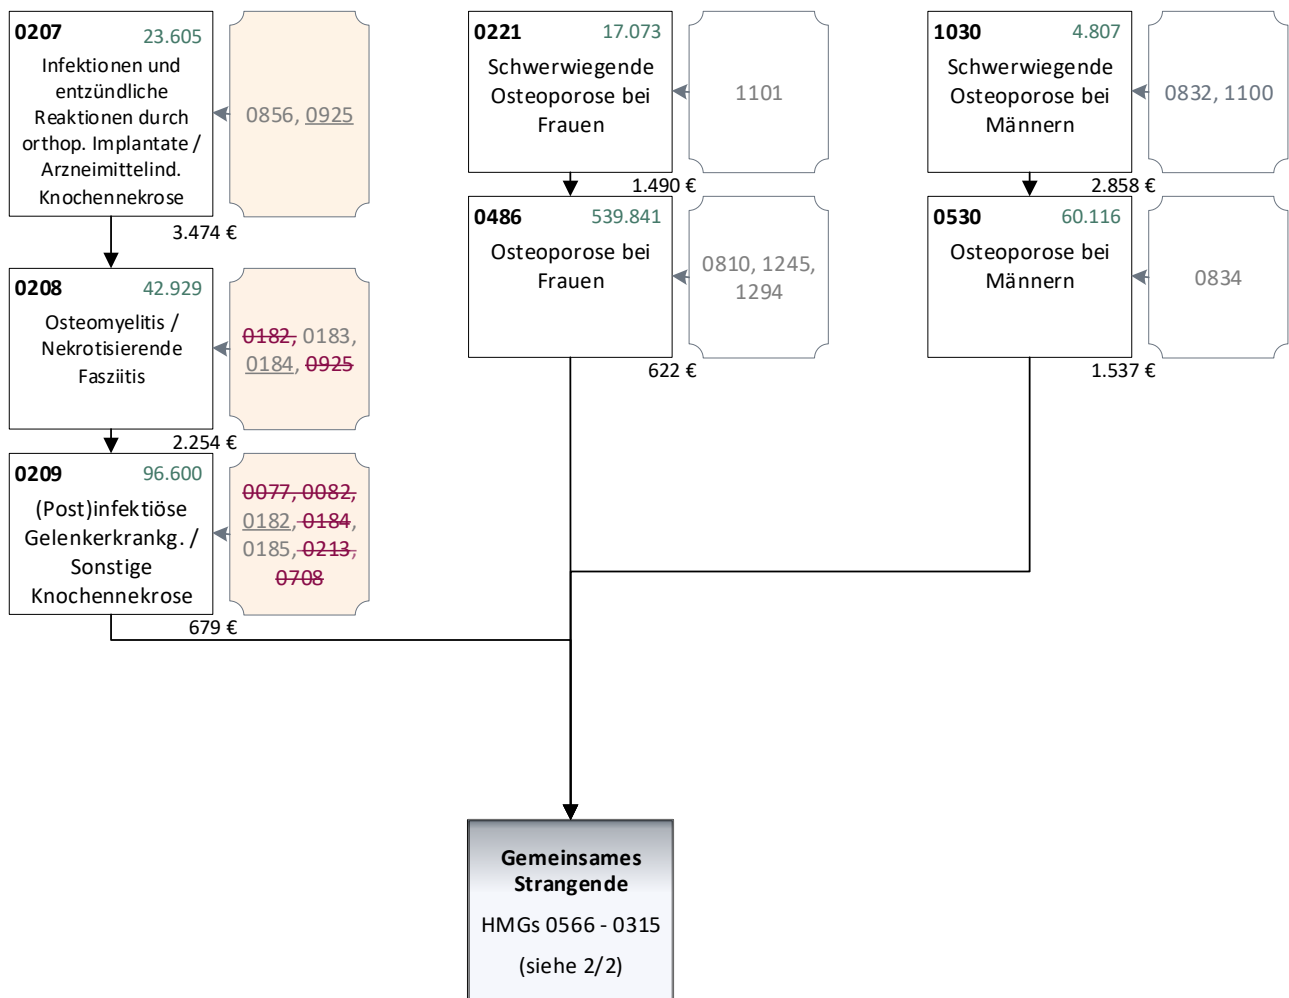 0207 23.605
Infektionen und
entzündliche
Reaktionen durch
orthop. Implantate /
Arzneimittelind.
Knochennekrose
0856, 0925
3.474 €
0208 42.929
Osteomyelitis /
Nekrotisierende
Fasziitis
0182, 0183,
0184, 0925
2.254 €
0209 96.600
(Post)infektiöse
Gelenkerkrankg. /
Sonstige
Knochennekrose
0077, 0082,
0182, 0184,
0185, 0213,
0708
679 €
0221 17.073
Schwerwiegende
Osteoporose bei
Frauen
1101
1.490 €
0486 539.841
Osteoporose bei
Frauen
0810, 1245,
1294
622 €
1030 4.807
Schwerwiegende
Osteoporose bei
Männern
0832, 1100
2.858 €
0530 60.116
Osteoporose bei
Männern
0834
1.537 €
Gemeinsames
Strangende
HMGs 0566 - 0315
(siehe 2/2)